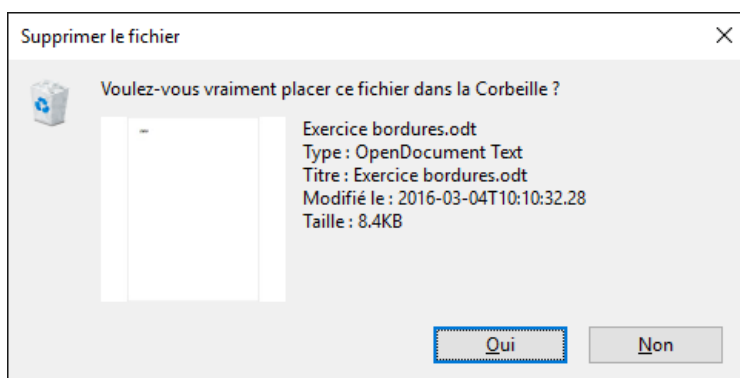 Supprimer le fichier
Voulez-vous vraiment placer ce fichier dans la Corbeille ?
Exercice bordures.odt
Type : OpenDocument Text
Titre : Exercice bordures.odt
Modifié le : 2016-03-04T10:10:32.28
Taille : 8.4KB
Oui
Non